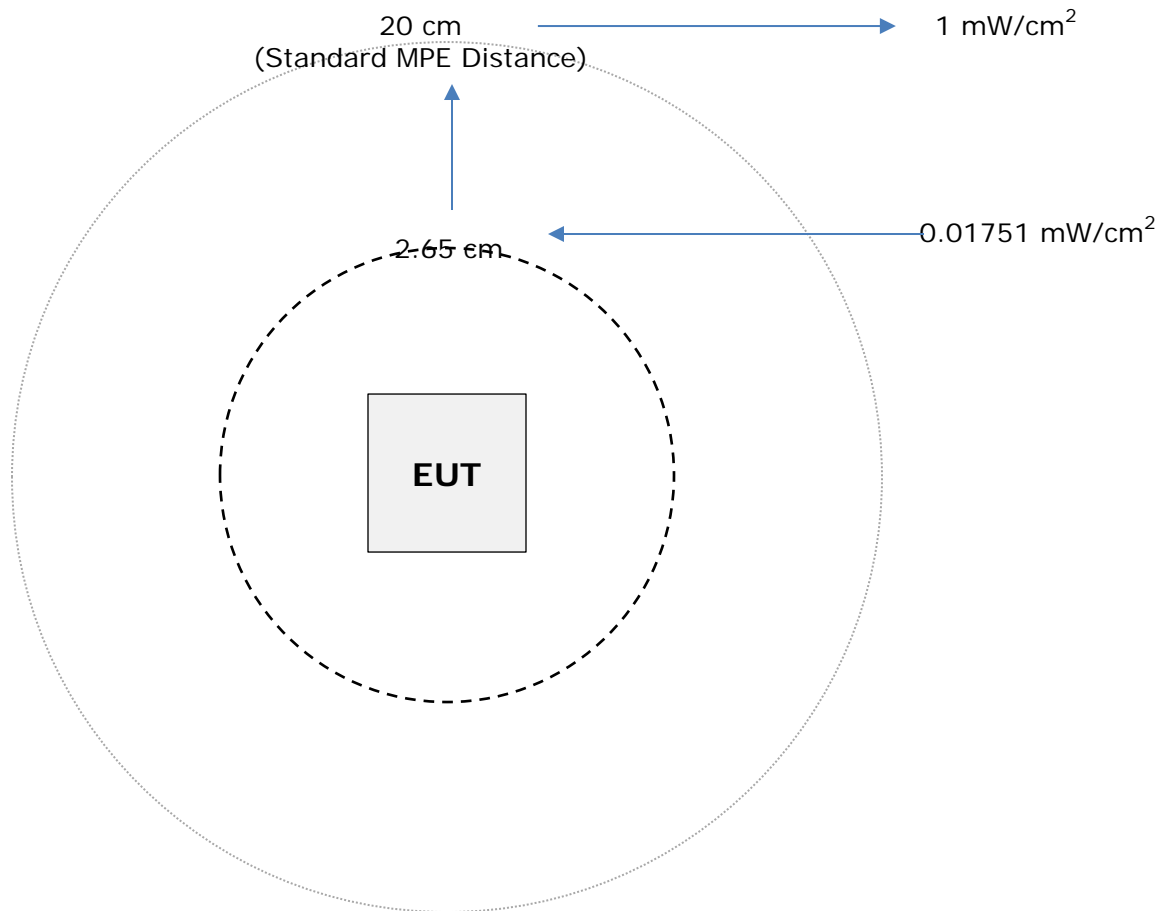 20 cm
(Standard MPE Distance)
1 mW/cm²
2.65 cm
0.01751 mW/cm²
EUT